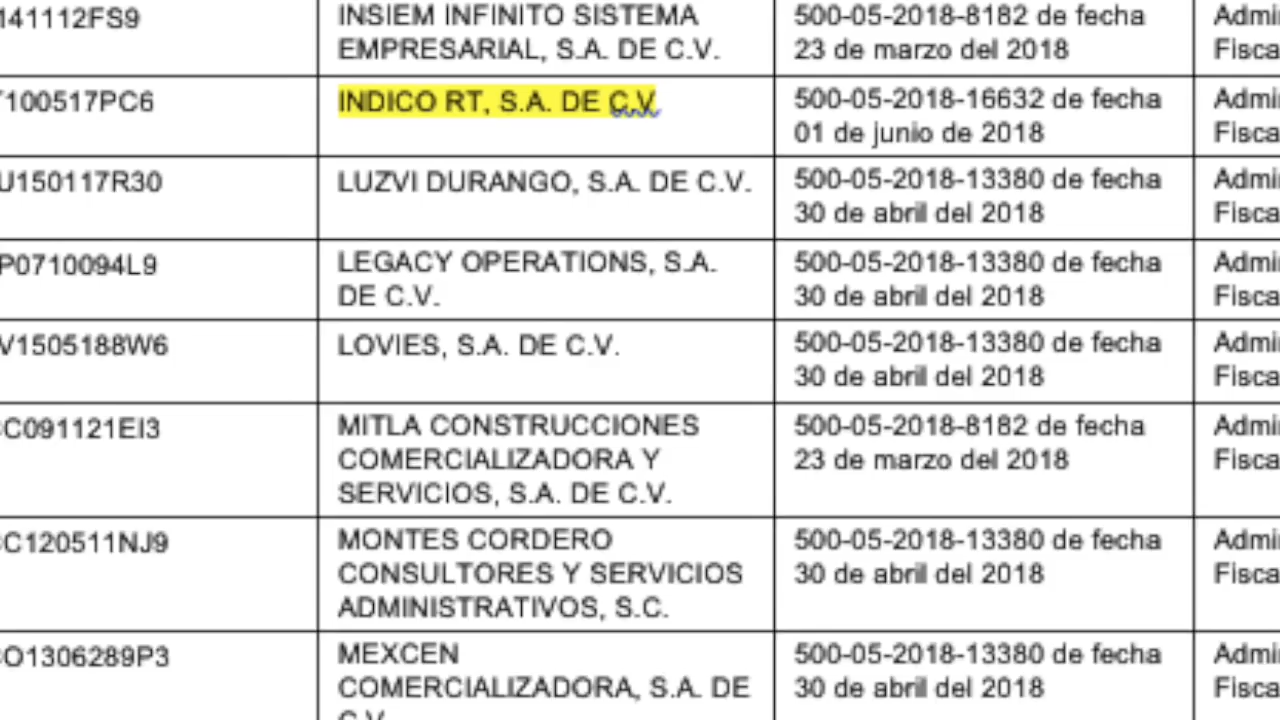 141112FS9
INSIEM INFINITO SISTEMA
EMPRESARIAL, S.A. DE C.V.
500-05-2018-8182 de fecha
23 de marzo del 2018
Admi
Fisca
T100517PC6
INDICO RT, S.A. DE C.V
500-05-2018-16632 de fecha
01 de junio de 2018
Admi
Fisca
U150117R30
LUZVI DURANGO, S.A. DE C.V.
500-05-2018-13380 de fecha
30 de abril del 2018
Admi
Fisca
P0710094L9
LEGACY OPERATIONS, S.A.
DE C.V.
500-05-2018-13380 de fecha
30 de abril del 2018
Admi
Fisca
V1505188W6
LOVIES, S.A. DE C.V.
500-05-2018-13380 de fecha
30 de abril del 2018
Admi
Fisca
C091121EI3
MITLA CONSTRUCCIONES
COMERCIALIZADORA Y
SERVICIOS, S.A. DE C.V.
500-05-2018-8182 de fecha
23 de marzo del 2018
Admi
Fisca
C120511NJ9
MONTES CORDERO
CONSULTORES Y SERVICIOS
ADMINISTRATIVOS, S.C.
500-05-2018-13380 de fecha
30 de abril del 2018
Admi
Fisca
O1306289P3
MEXCEN
COMERCIALIZADORA, S.A. DE
C.V.
500-05-2018-13380 de fecha
30 de abril del 2018
Admi
Fisca